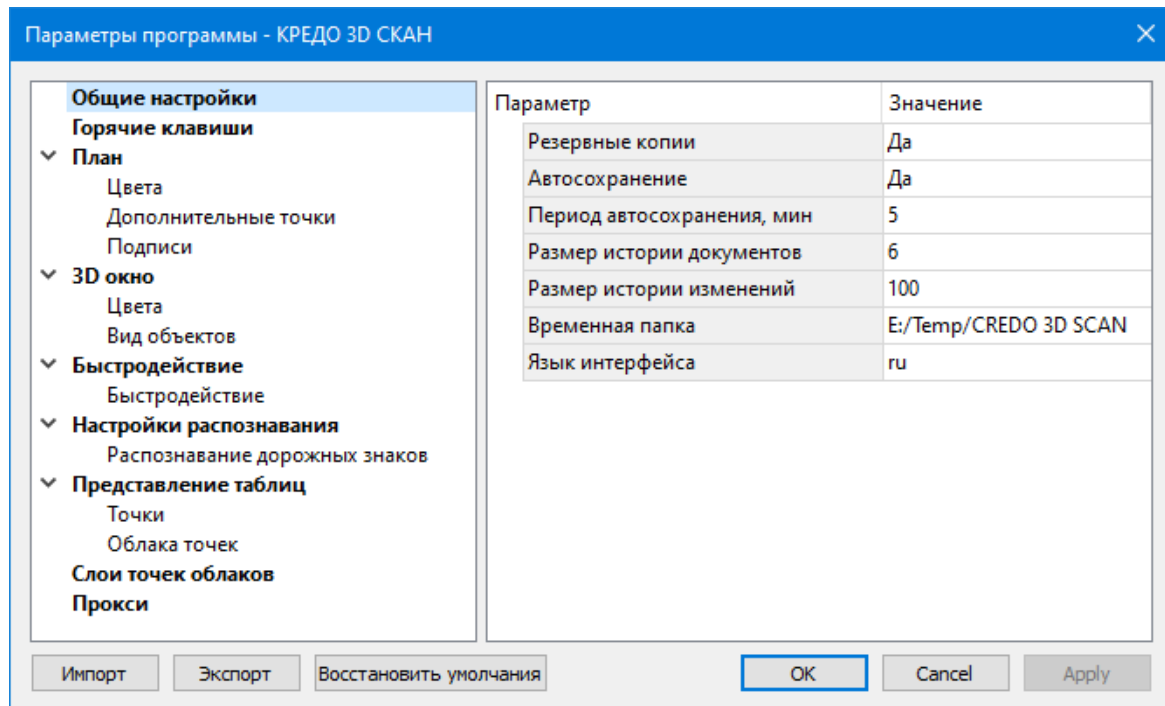 Параметры программы - КРЕДО 3D СКАН
Общие настройки
Горячие клавиши
План
Цвета
Дополнительные точки
Подписи
3D окно
Цвета
Вид объектов
Быстродействие
Быстродействие
Настройки распознавания
Распознавание дорожных знаков
Представление таблиц
Точки
Облака точек
Слои точек облаков
Прокси
Параметр Значение
Резервные копии Да
Автосохранение Да
Период автосохранения, мин 5
Размер истории документов 6
Размер истории изменений 100
Временная папка E:/Temp/CREDO 3D SCAN
Язык интерфейса ru
Импорт Экспорт Восстановить умолчания OK Cancel Apply